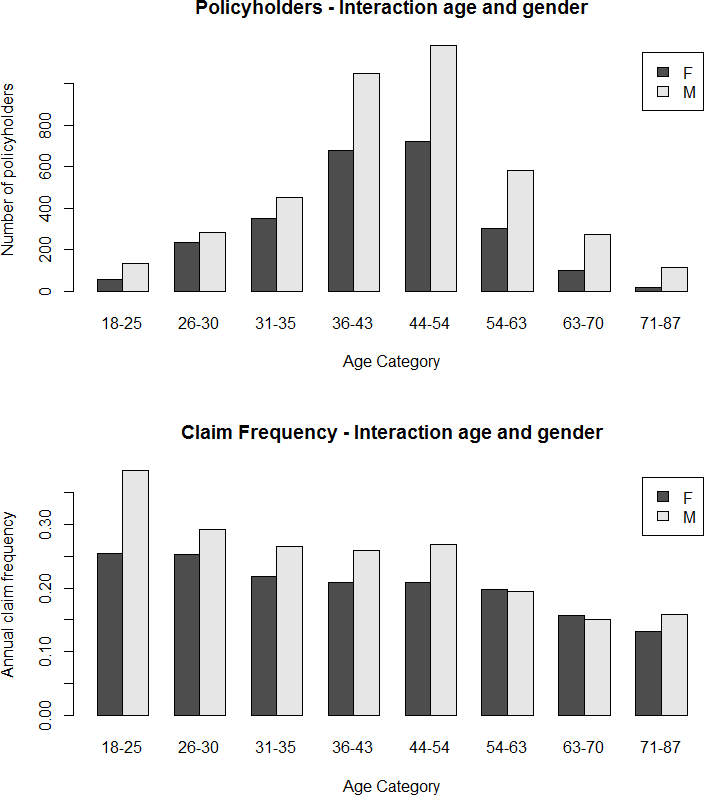 Policyholders - Interaction age and gender
Number of policyholders
800
600
400
200
0
F
M
18-25 26-30 31-35 36-43 44-54 54-63 63-70 71-87
Age Category
Claim Frequency - Interaction age and gender
Annual claim frequency
0.30
0.20
0.10
0.00
F
M
18-25 26-30 31-35 36-43 44-54 54-63 63-70 71-87
Age Category